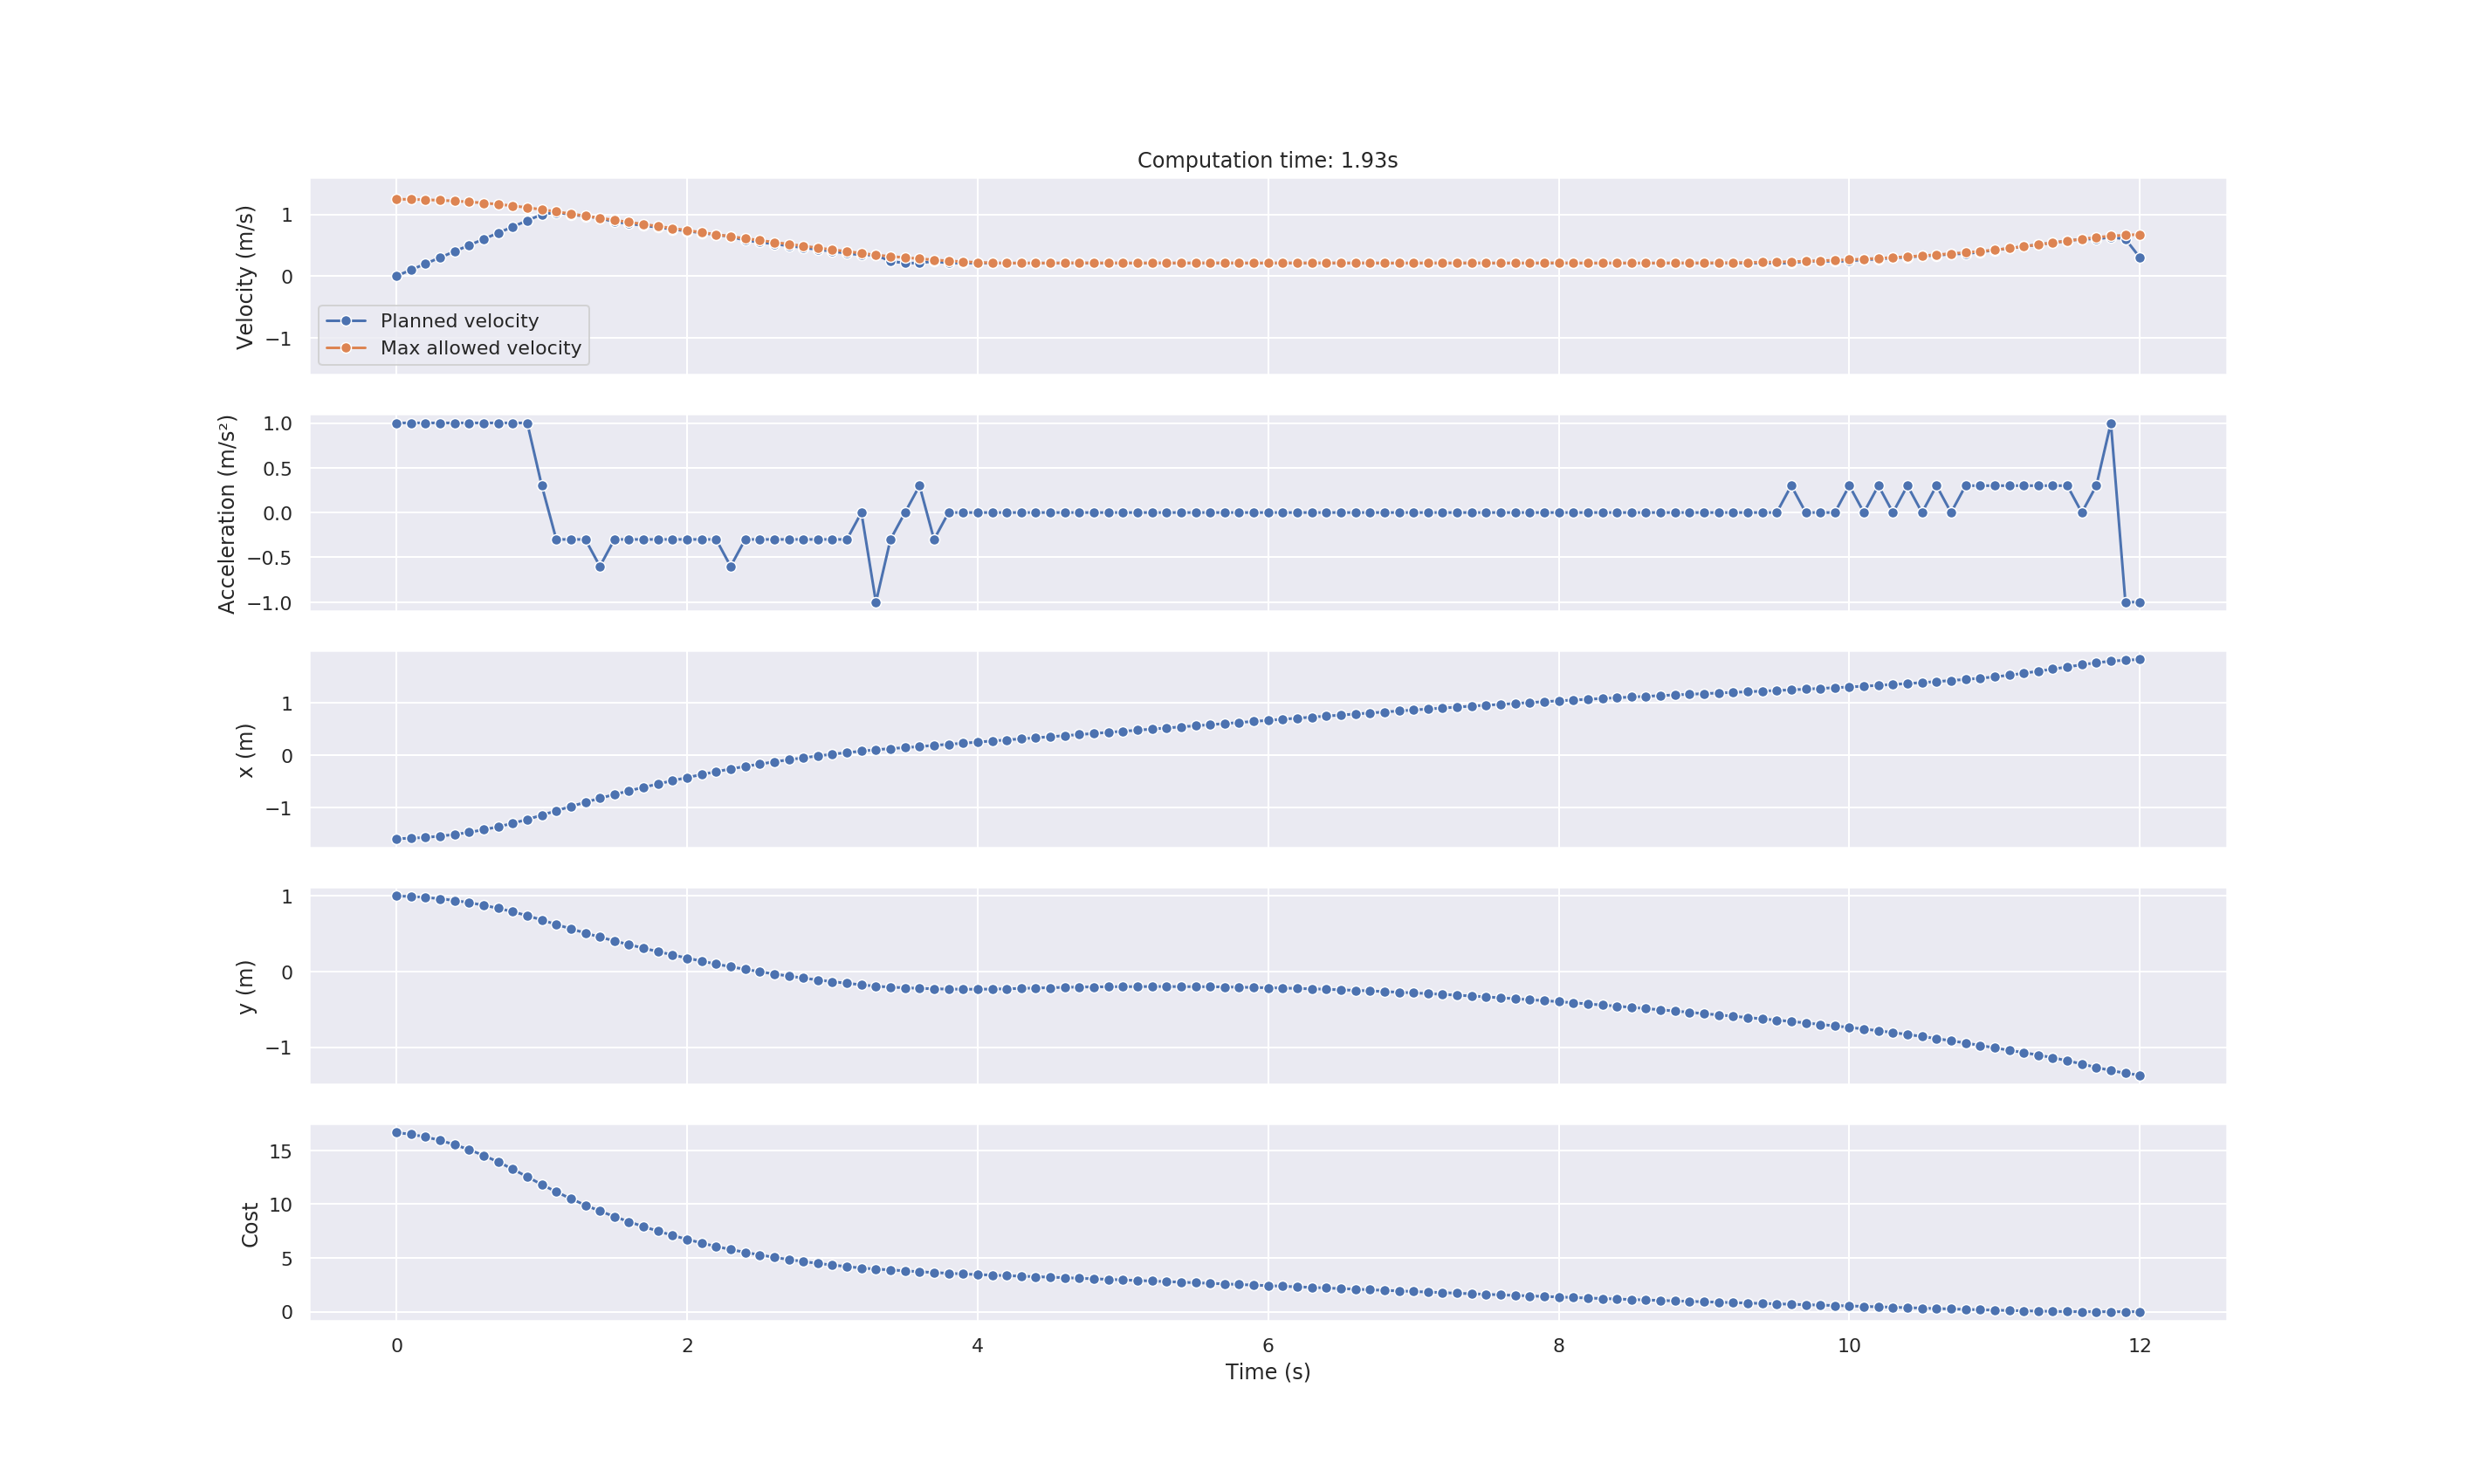 Computation time: 1.93s
Velocity (m/s)
1
0
−1
Planned velocity
Max allowed velocity
Acceleration (m/s²)
1.0
0.5
0.0
−0.5
−1.0
x (m)
1
0
−1
y (m)
1
0
−1
Cost
15
10
5
0
0 2 4 6 8 10 12
Time (s)